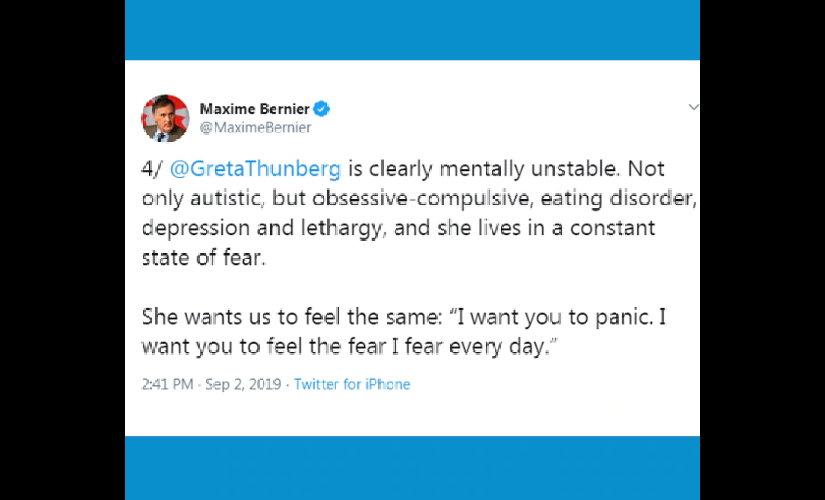 Maxime Bernier
@MaximeBernier
4/ @GretaThunberg is clearly mentally unstable. Not
only autistic, but obsessive-compulsive, eating disorder,
depression and lethargy, and she lives in a constant
state of fear.
She wants us to feel the same: “I want you to panic. I
want you to feel the fear I fear every day.”
2:41 PM · Sep 2, 2019 · Twitter for iPhone